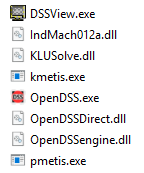 DSSView.exe
IndMach012a.dll
KLUSolve.dll
kmetis.exe
OpenDSS.exe
OpenDSSDirect.dll
OpenDSSengine.dll
pmetis.exe